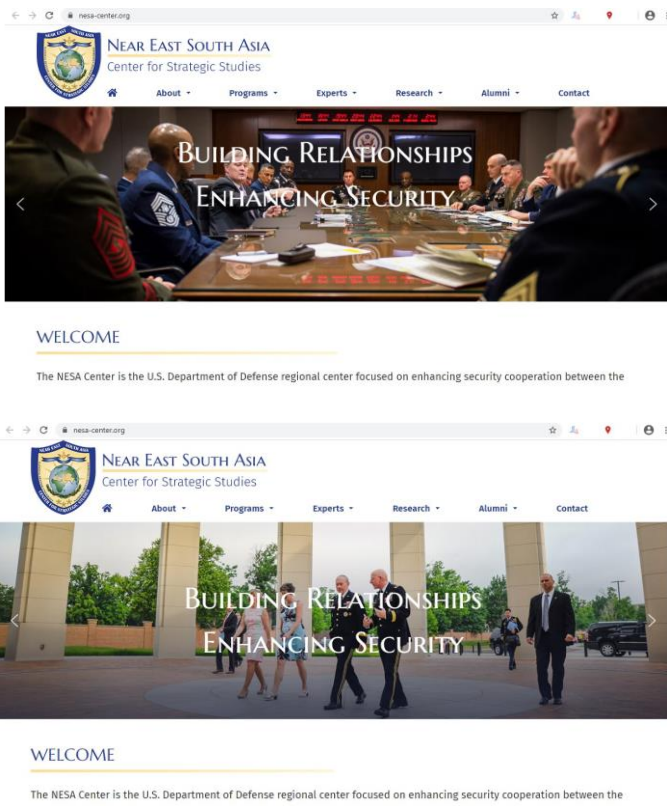 nesa-center.org
NEAR EAST SOUTH ASIA
Center for Strategic Studies
About Programs Experts Research Alumni Contact
BUILDING RELATIONSHIPS
ENHANCING SECURITY
WELCOME
The NESA Center is the U.S. Department of Defense regional center focused on enhancing security cooperation between the
nesa-center.org
NEAR EAST SOUTH ASIA
Center for Strategic Studies
About Programs Experts Research Alumni Contact
BUILDING RELATIONSHIPS
ENHANCING SECURITY
WELCOME
The NESA Center is the U.S. Department of Defense regional center focused on enhancing security cooperation between the